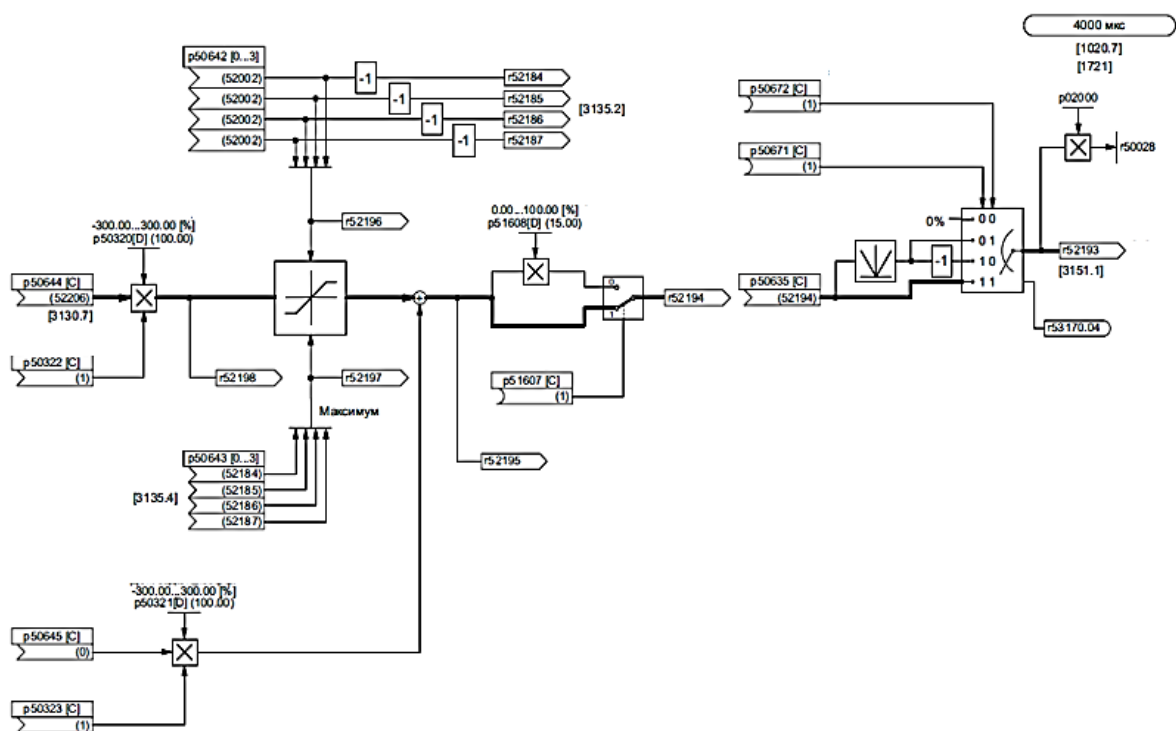 4000 мкс
[1020.7]
[1721]
p50642 [0...3]
(52002)
-1
r52184
(52002)
-1
r52185
(52002)
-1
r52186
(52002)
-1
r52187
[3135.2]
p50672 [C]
(1)
p02000
r50028
p50671 [C]
(1)
-300.00...300.00 [%]
p50320[D] (100.00)
r52196
0.00...100.00 [%]
p51608[D] (15.00)
0%
0 0
0 1
1 0
1 1
-1
r52193
[3151.1]
p50644 [C]
(52206)
[3130.7]
p50635 [C]
(52194)
0
1
r52194
r53170.04
p50322 [C]
(1)
r52198
r52197
p51607 [C]
(1)
Максимум
p50643 [0...3]
(52184)
(52185)
(52186)
(52187)
[3135.4]
r52195
-300.00...300.00 [%]
p50321[D] (100.00)
p50645 [C]
(0)
p50323 [C]
(1)